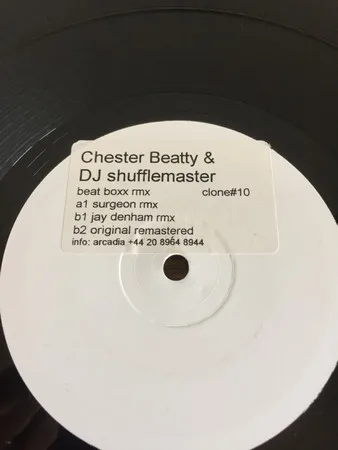 Chester Beatty &
DJ shufflemaster
beat boxx rmx clone#10
a1 surgeon rmx
b1 jay denham rmx
b2 original remastered
info: arcadia +44 20 8964 8944